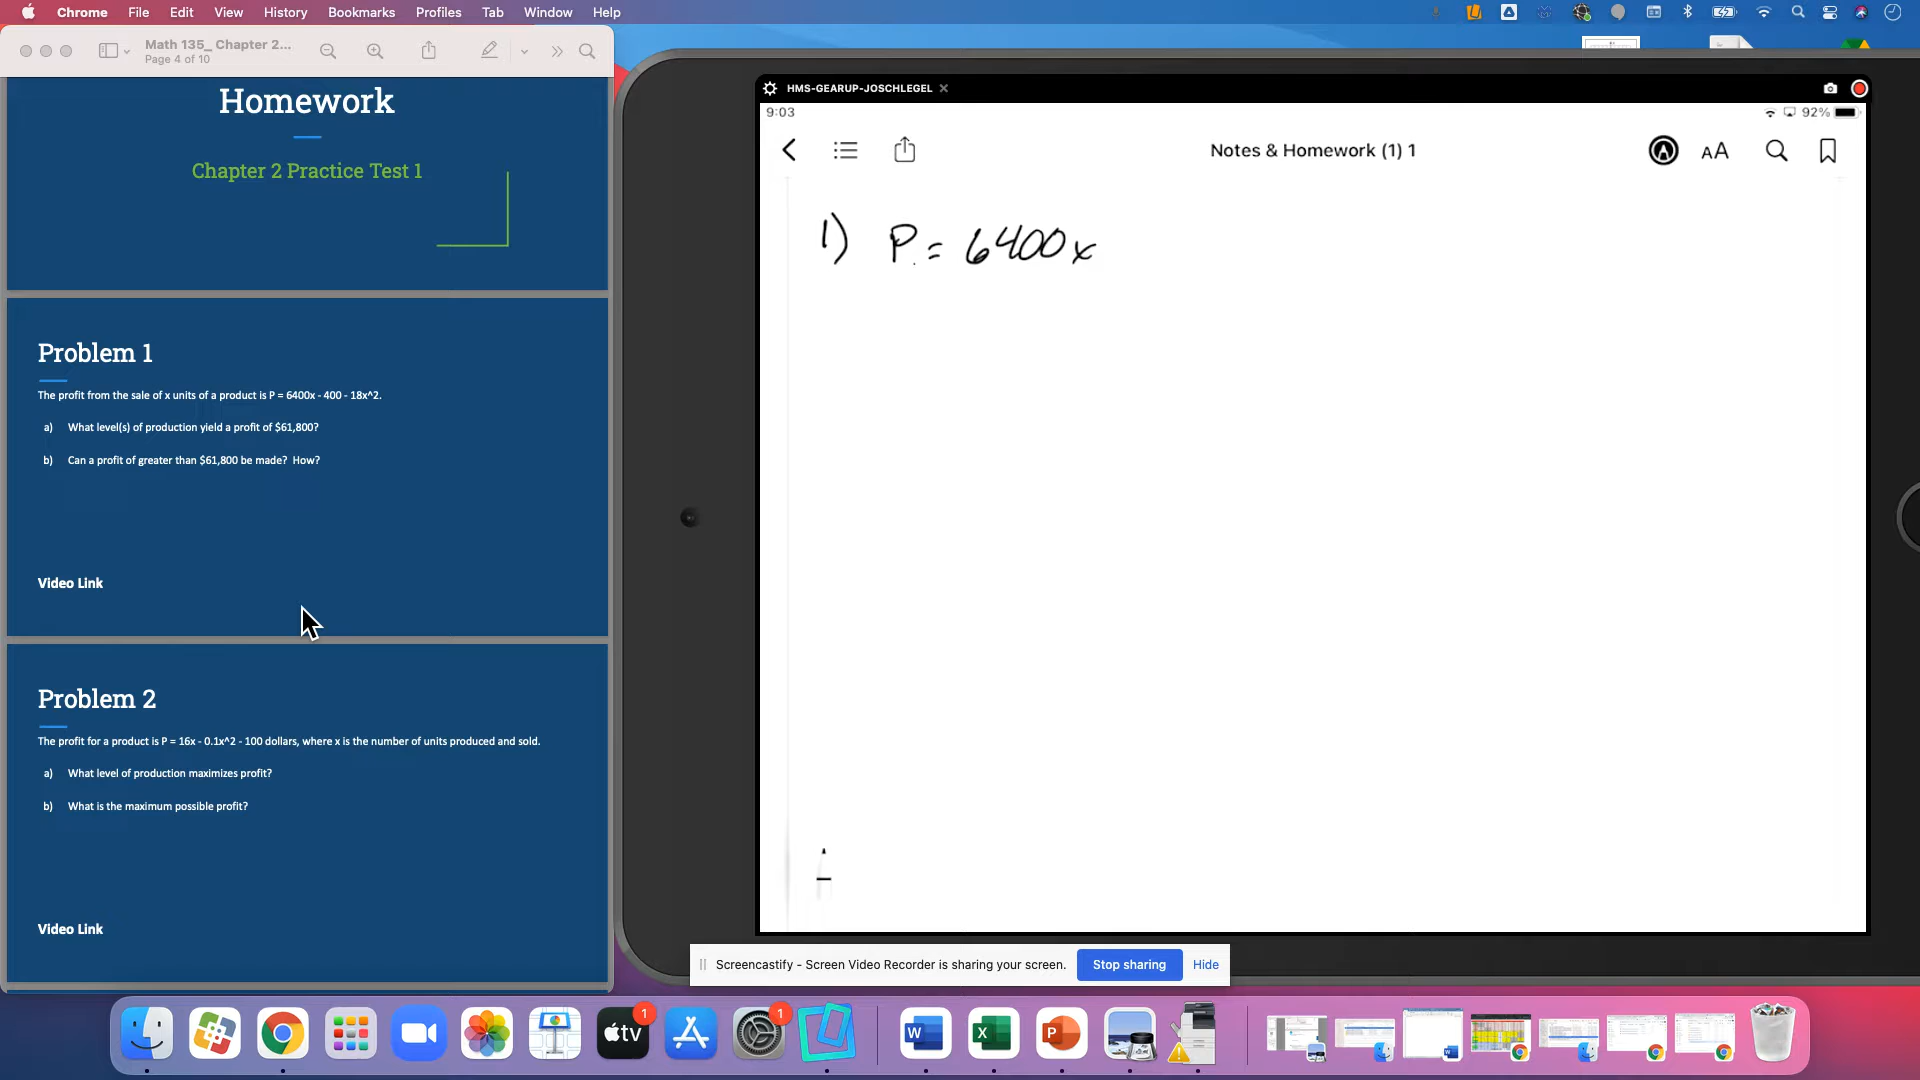 Chrome File Edit View History Bookmarks Profiles Tab Window Help
Math 135_ Chapter 2...
Page 4 of 10
Homework
Chapter 2 Practice Test 1
Problem 1
The profit from the sale of x units of a product is P = 6400x - 400 - 18x^2.
a) What level(s) of production yield a profit of $61,800?
b) Can a profit of greater than $61,800 be made? How?
Video Link
Problem 2
The profit for a product is P = 16x - 0.1x^2 - 100 dollars, where x is the number of units produced and sold.
a) What level of production maximizes profit?
b) What is the maximum possible profit?
Video Link
HMS-GEARUP-JOSCHLEGEL
9:03
92%
Notes & Homework (1) 1
AA
1) P = 6400x
Screencastify - Screen Video Recorder is sharing your screen. Stop sharing Hide
tv 1
1
W
X
P